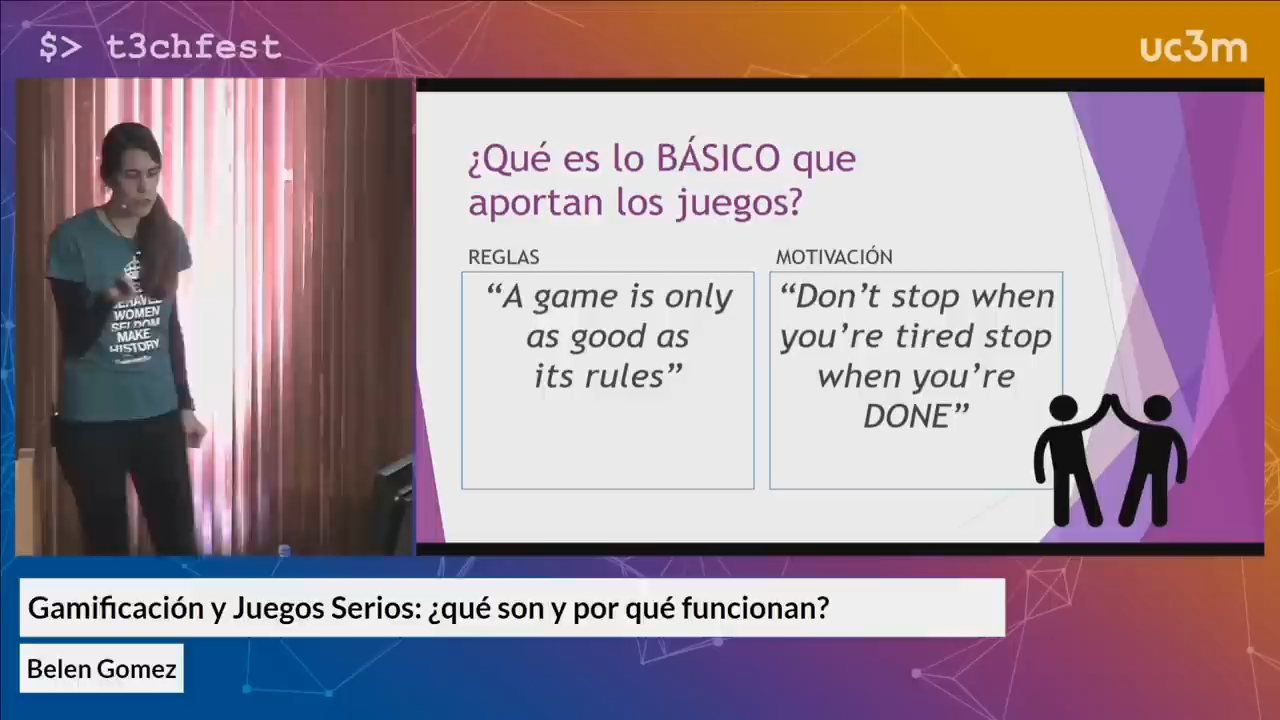 $> t3chfest
uc3m
¿Qué es lo BÁSICO que
aportan los juegos?
REGLAS
“A game is only
as good as
its rules”
MOTIVACIÓN
“Don’t stop when
you’re tired stop
when you’re
DONE”
BEHAVED
WOMEN
SELDOM
MAKE
HISTORY
Gamificación y Juegos Serios: ¿qué son y por qué funcionan?
Belen Gomez